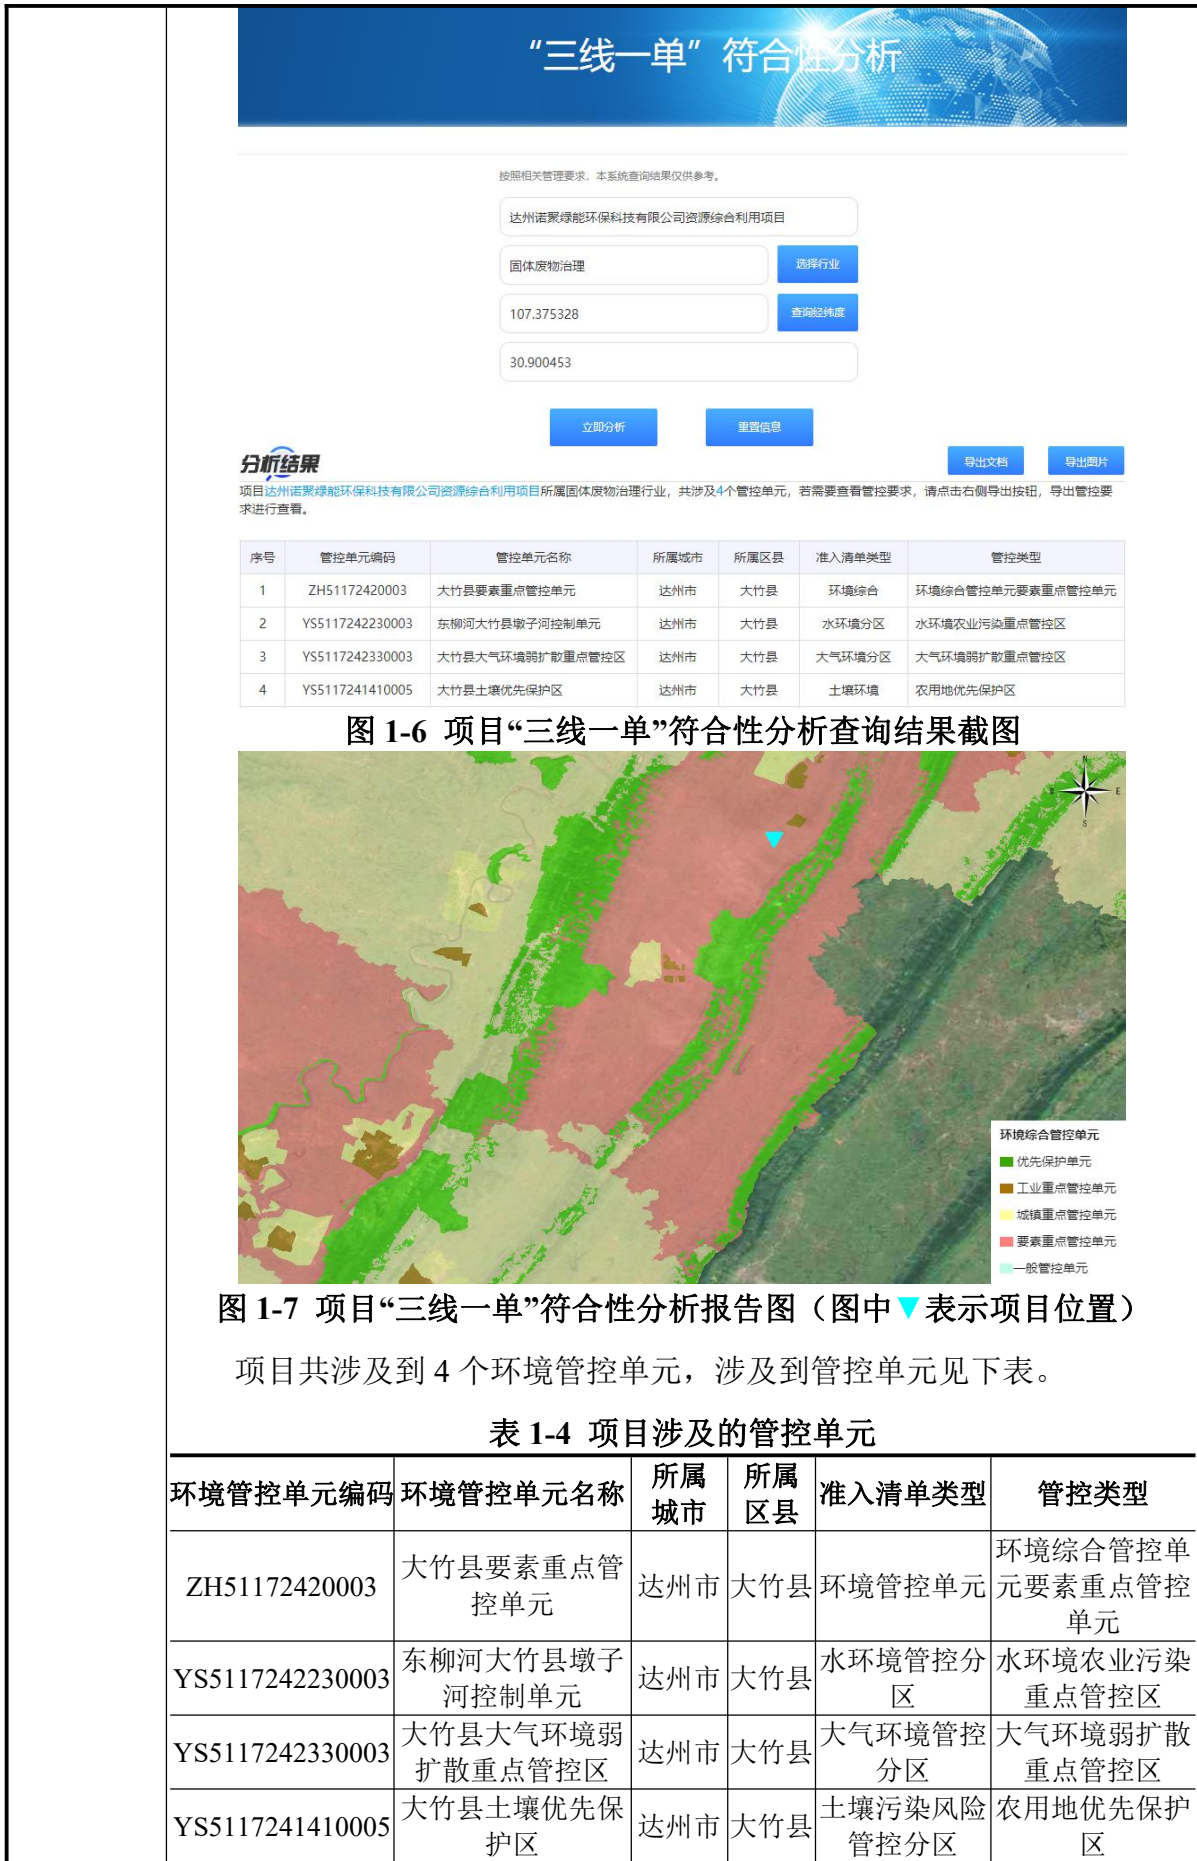 “三线一单”符合性分析
按照相关管理要求，本系统查询结果仅供参考。
达州诺聚绿能环保科技有限公司资源综合利用项目
固体废物治理 选择行业
107.375328 查询经纬度
30.900453
立即分析 重置信息
分析结果 导出文档 导出图片
项目达州诺聚绿能环保科技有限公司资源综合利用项目所属固体废物治理行业，共涉及4个管控单元，若需要查看管控要求，请点击右侧导出按钮，导出管控要
求进行查看。
序号 管控单元编码 管控单元名称 所属城市 所属区县 准入清单类型 管控类型
1 ZH51172420003 大竹县要素重点管控单元 达州市 大竹县 环境综合 环境综合管控单元要素重点管控单元
2 YS5117242230003 东柳河大竹县墩子河控制单元 达州市 大竹县 水环境分区 水环境农业污染重点管控区
3 YS5117242330003 大竹县大气环境弱扩散重点管控区 达州市 大竹县 大气环境分区 大气环境弱扩散重点管控区
4 YS5117241410005 大竹县土壤优先保护区 达州市 大竹县 土壤环境 农用地优先保护区
图 1-6 项目“三线一单”符合性分析查询结果截图
N
E
S
环境综合管控单元
优先保护单元
工业重点管控单元
城镇重点管控单元
要素重点管控单元
一般管控单元
图 1-7 项目“三线一单”符合性分析报告图（图中▼表示项目位置）
项目共涉及到 4 个环境管控单元，涉及到管控单元见下表。
表 1-4 项目涉及的管控单元
环境管控单元编码 环境管控单元名称 所属
城市 所属
区县 准入清单类型 管控类型
ZH51172420003 大竹县要素重点管
控单元 达州市 大竹县 环境管控单元 环境综合管控单
元要素重点管控
单元
YS5117242230003 东柳河大竹县墩子
河控制单元 达州市 大竹县 水环境管控分
区 水环境农业污染
重点管控区
YS5117242330003 大竹县大气环境弱
扩散重点管控区 达州市 大竹县 大气环境管控
分区 大气环境弱扩散
重点管控区
YS5117241410005 大竹县土壤优先保
护区 达州市 大竹县 土壤污染风险
管控分区 农用地优先保护
区